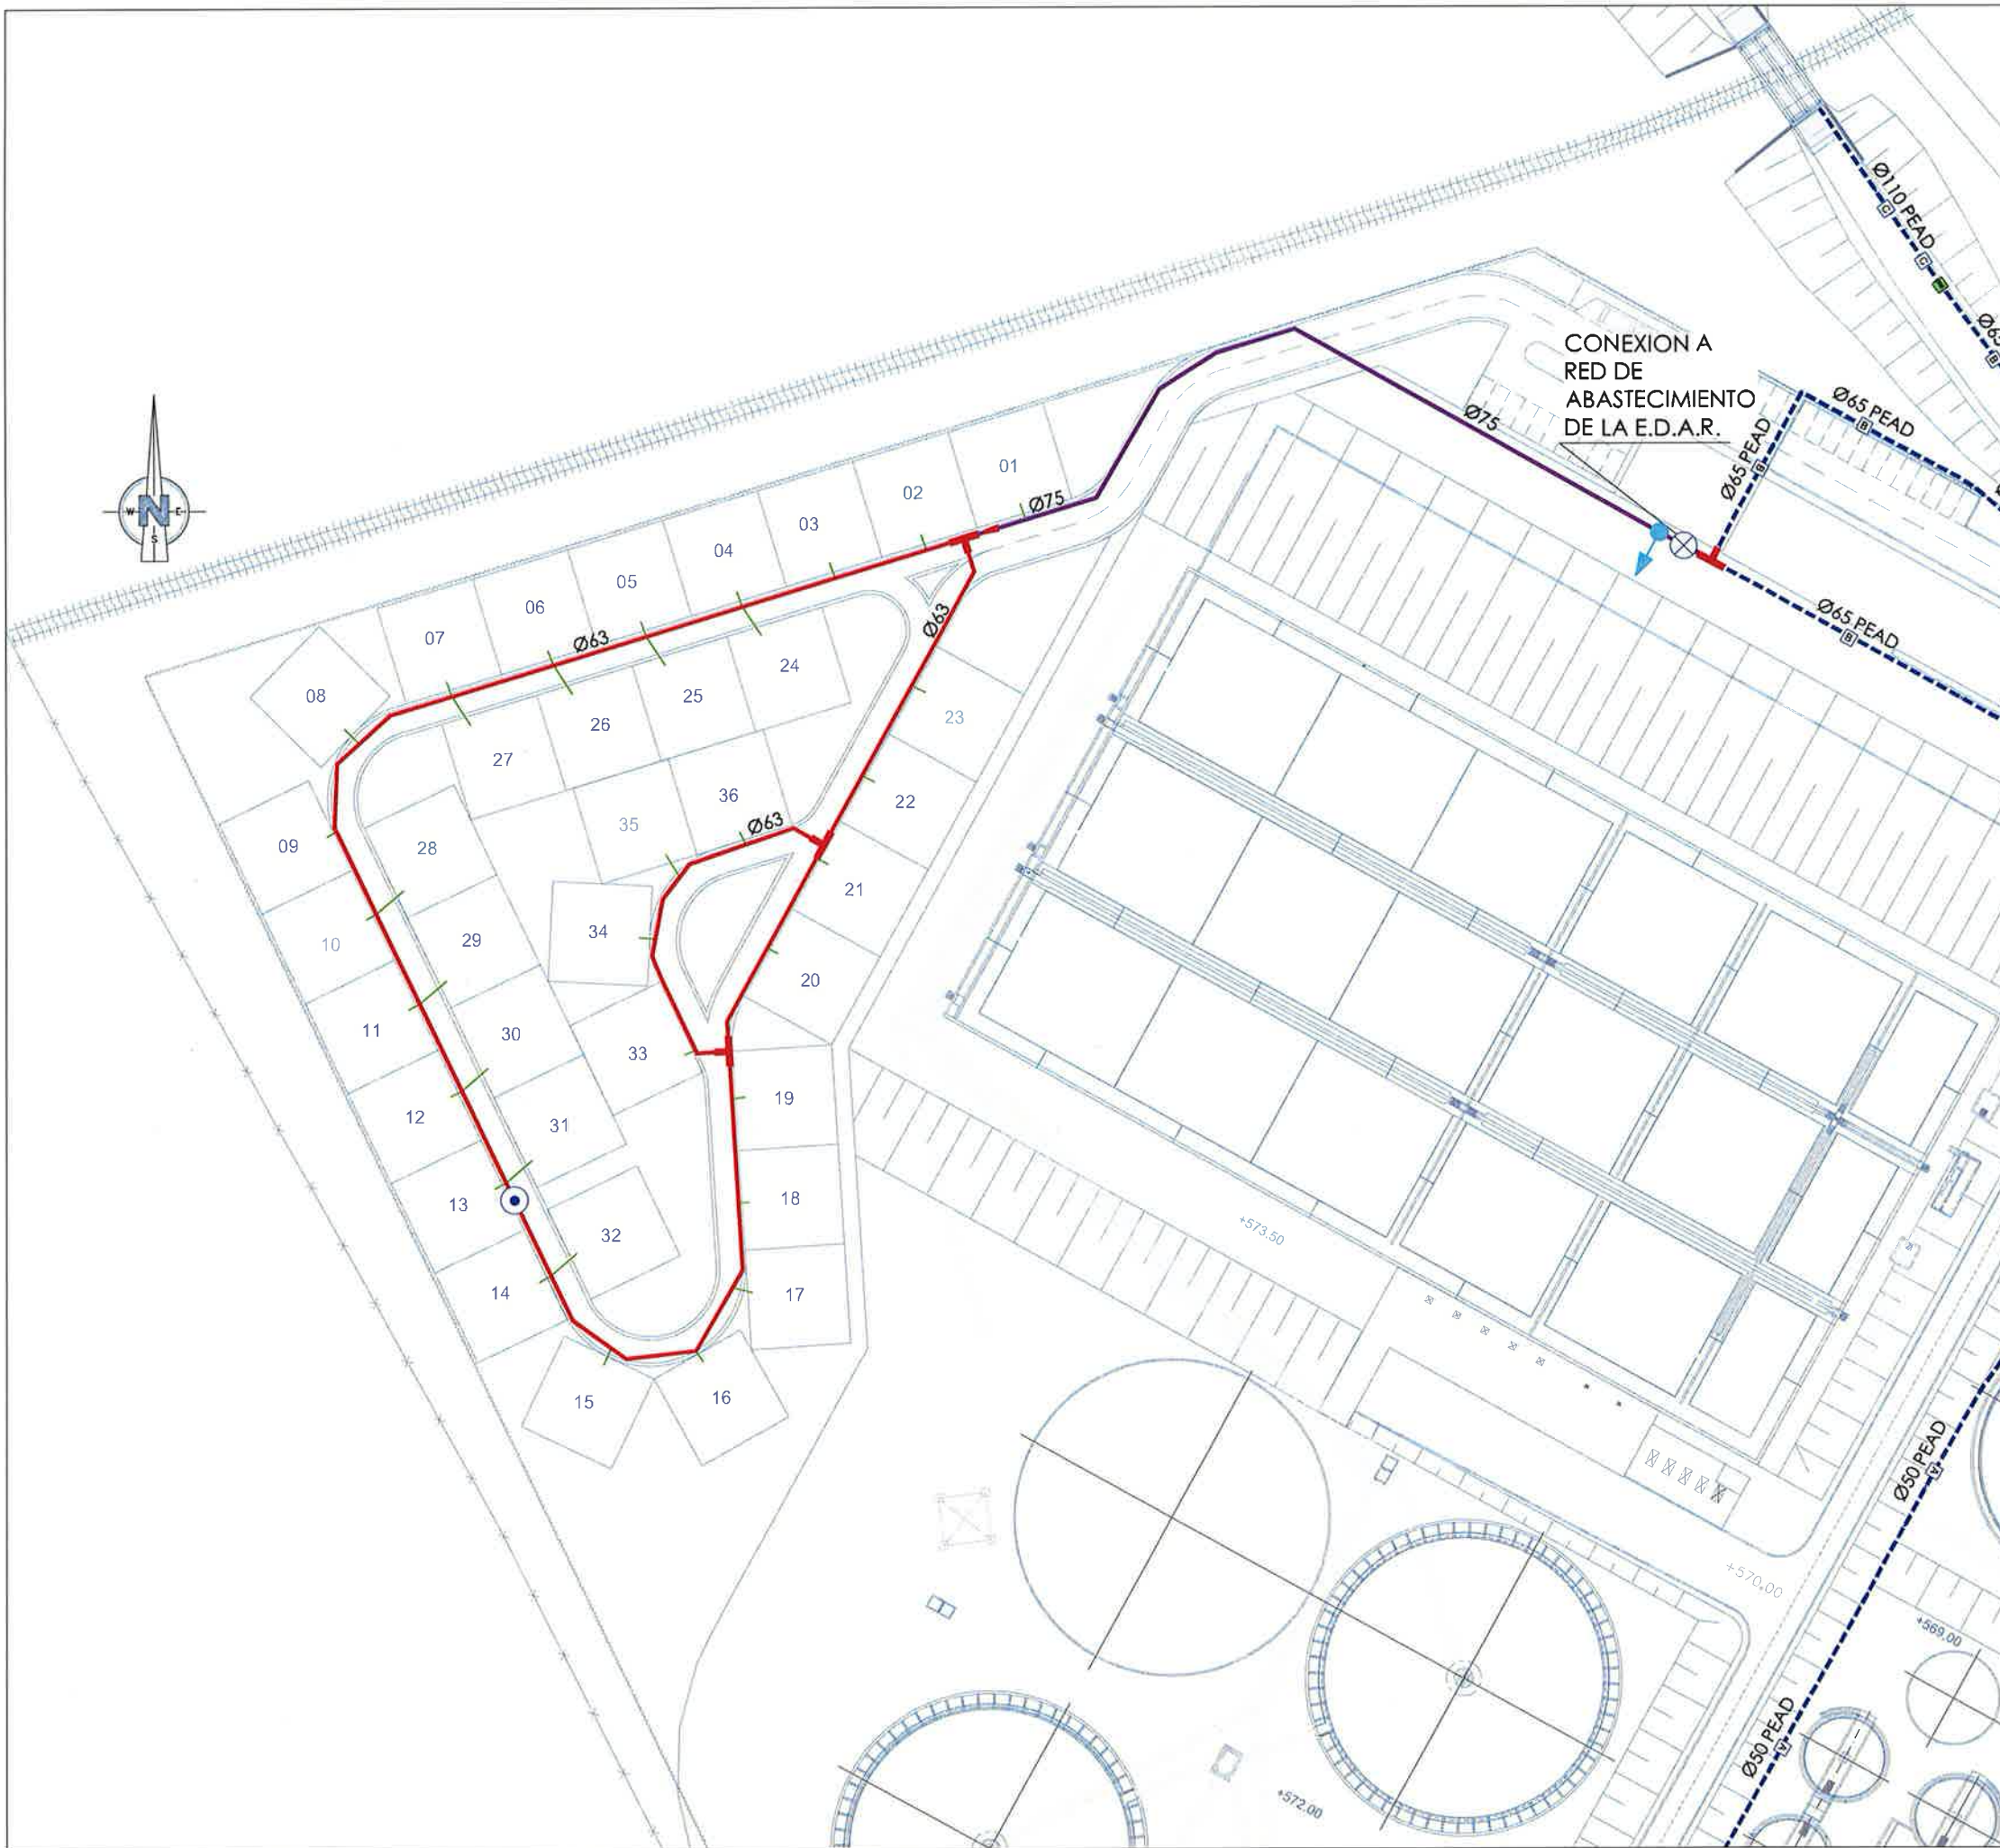 Ø110 PEAD
C
C
B
CONEXION A
RED DE
ABASTECIMIENTO
DE LA E.D.A.R.
Ø65 PEAD
B
Ø65 PEAD
B
Ø75
Ø65 PEAD
B
N
W
E
S
01
02
03
04
05
06
07
08
Ø75
Ø63
Ø63
24
25
26
27
23
22
36
35
Ø63
28
09
10
29
34
21
20
11
30
33
19
12
31
18
13
32
17
14
15
16
+573.50
Ø50 PEAD
A
+570.00
+569.00
Ø50 PEAD
A
+572.00